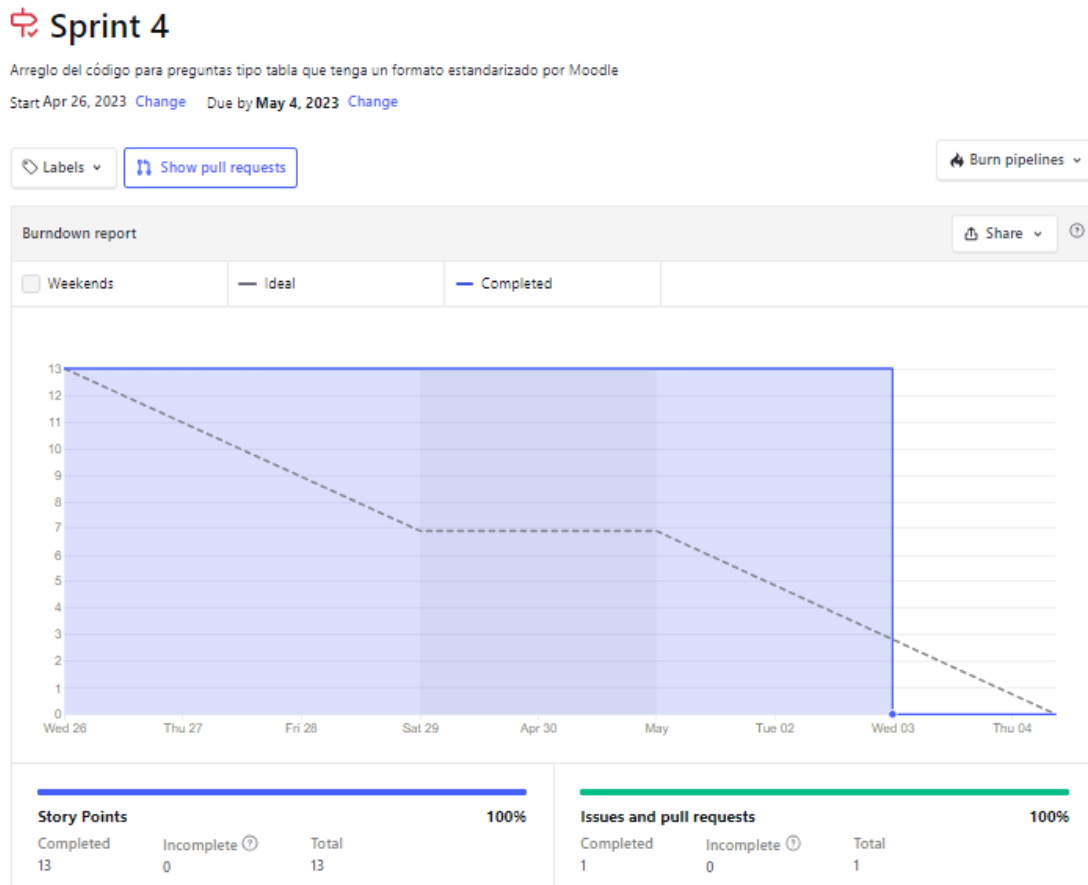 Sprint 4
Arreglo del código para preguntas tipo tabla que tenga un formato estandarizado por Moodle
Start Apr 26, 2023 Change Due by May 4, 2023 Change
Labels Show pull requests Burn pipelines
Burndown report Share ?
Weekends Ideal Completed
13
12
11
10
9
8
7
6
5
4
3
2
1
0
Wed 26 Thu 27 Fri 28 Sat 29 Apr 30 May Tue 02 Wed 03 Thu 04
Story Points 100% Issues and pull requests 100%
Completed Incomplete ? Total Completed Incomplete ? Total
13 0 13 1 0 1